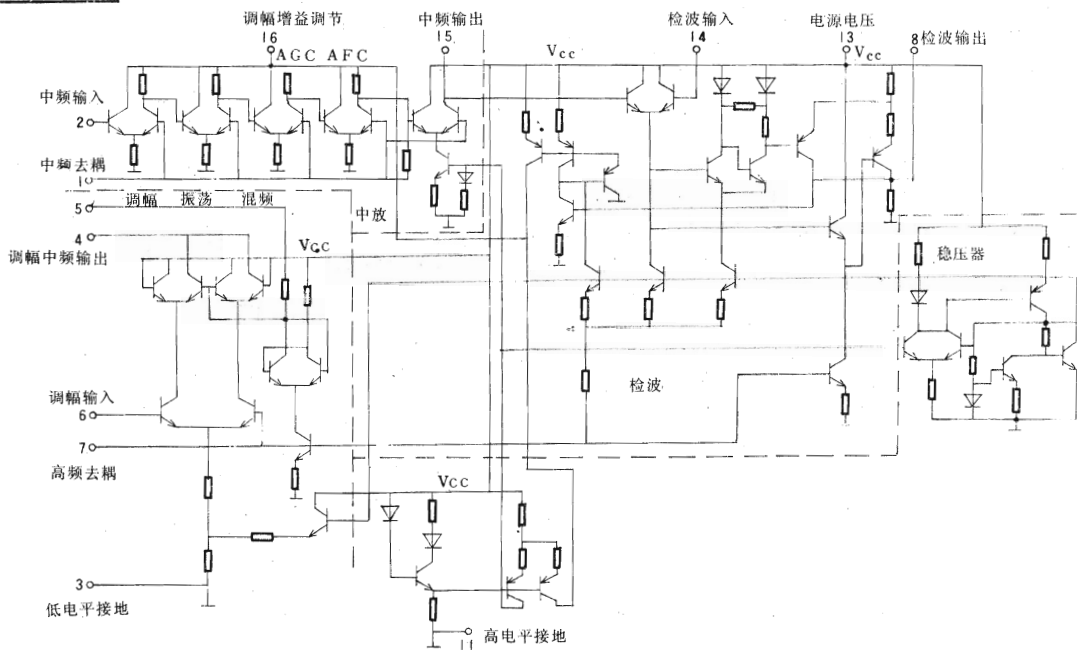 调幅增益调节
16
中频输出
15
检波输入
14
电源电压
13
8 检波输出
AGC AFC
Vcc
Vcc
中频输入
2
中频去耦
1
调幅 振荡 混频
中放
5
4
调幅中频输出
VGC
稳压器
检波
调幅输入
6
7
高频去耦
VCC
3
低电平接地
高电平接地
11